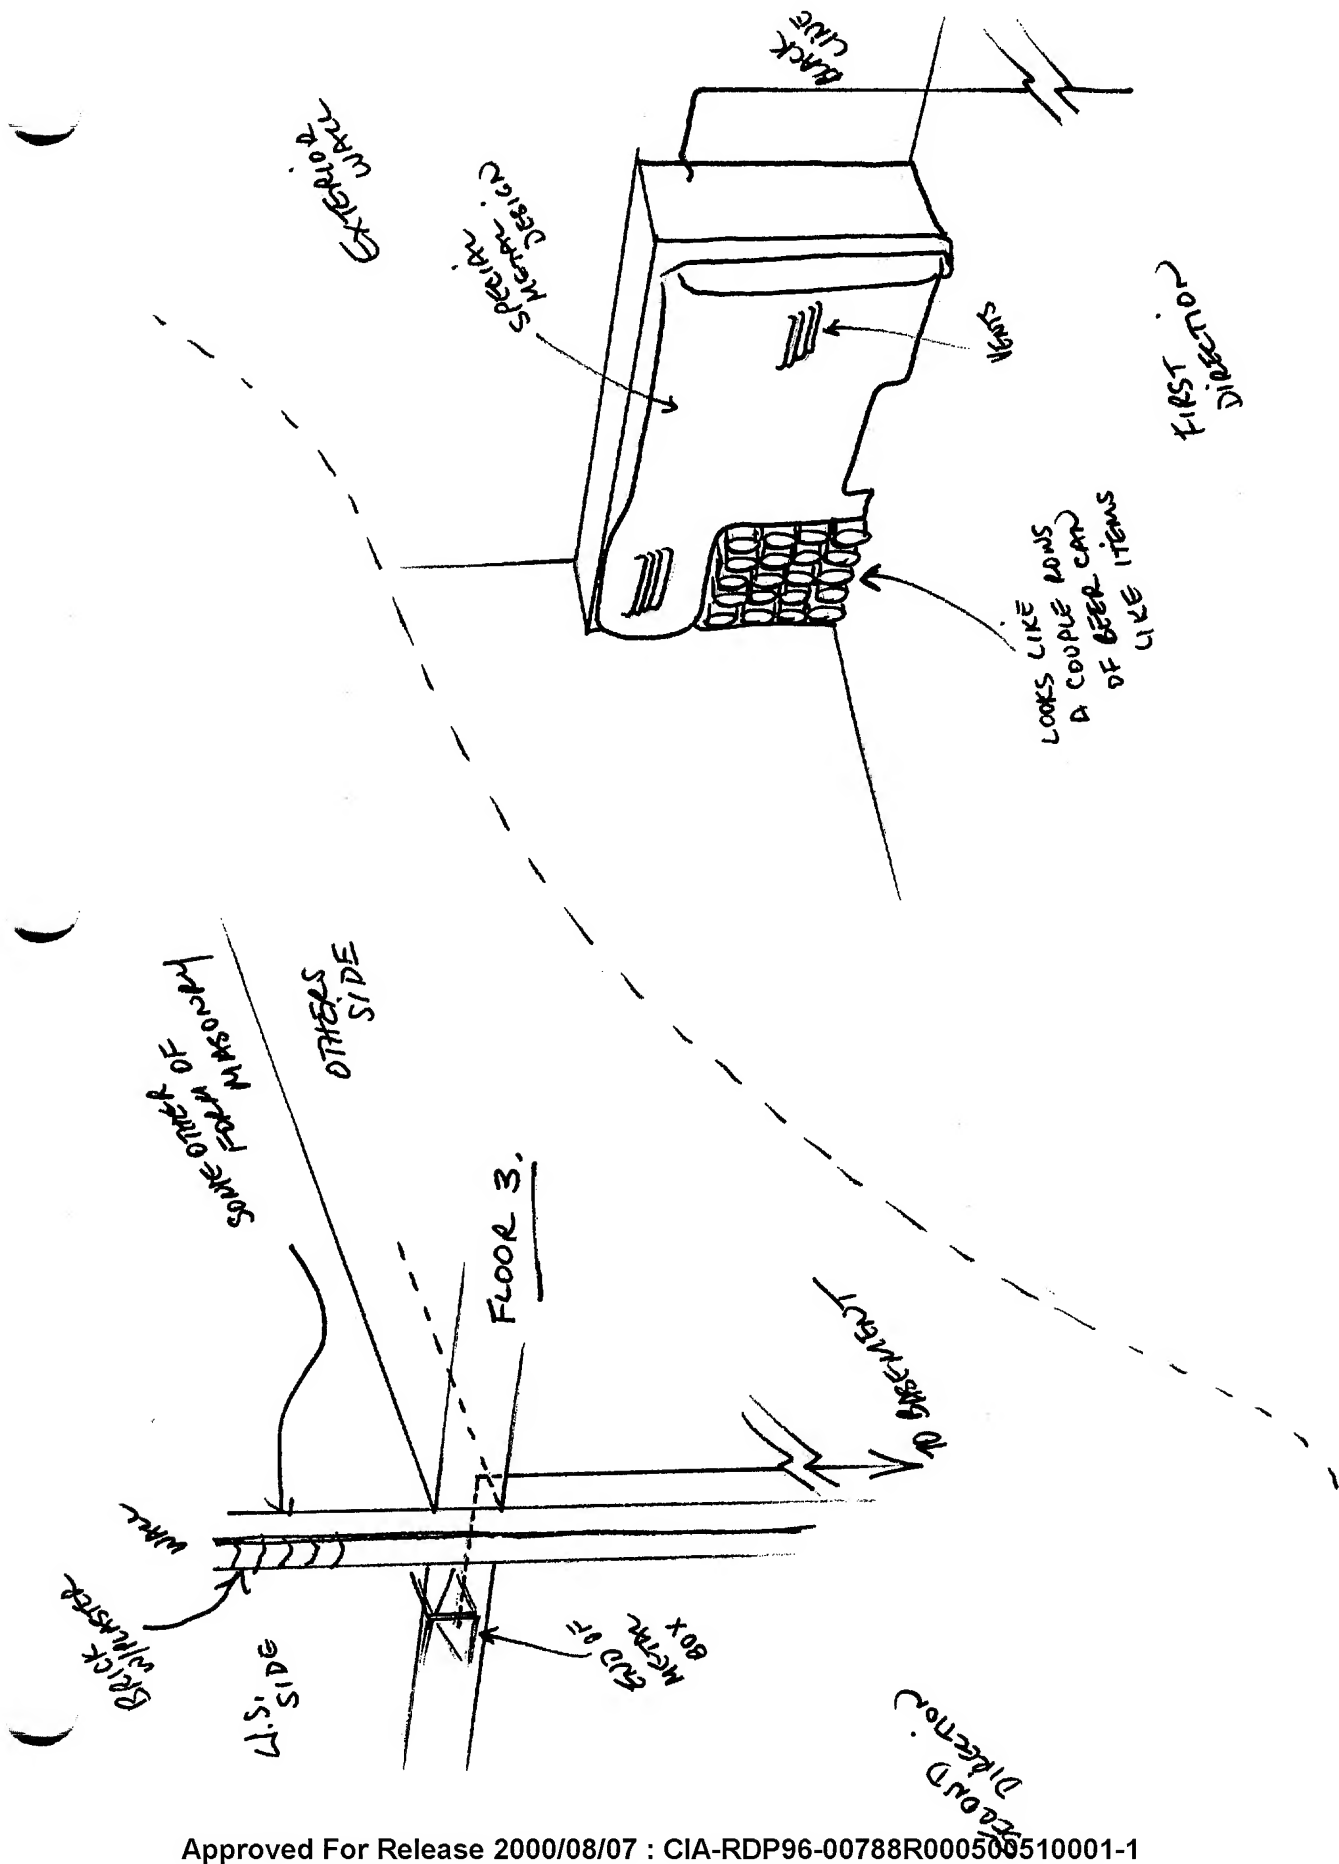 BLACK
LINE
EXTERIOR
WALL
SPECIAL
METAL
DESIGN
VENTS
FIRST
DIRECTION
LOOKS LIKE
A COUPLE ROWS
OF BEER CAN
LIKE ITEMS
SOME OTHER
FORM OF
MASONRY
OTHERS
SIDE
FLOOR 3.
TO BASEMENT
WALL
BRICK
W/PLASTER
U.S.
SIDE
END OF
METAL
BOX
SECOND
DIRECTION
Approved For Release 2000/08/07 : CIA-RDP96-00788R000500510001-1